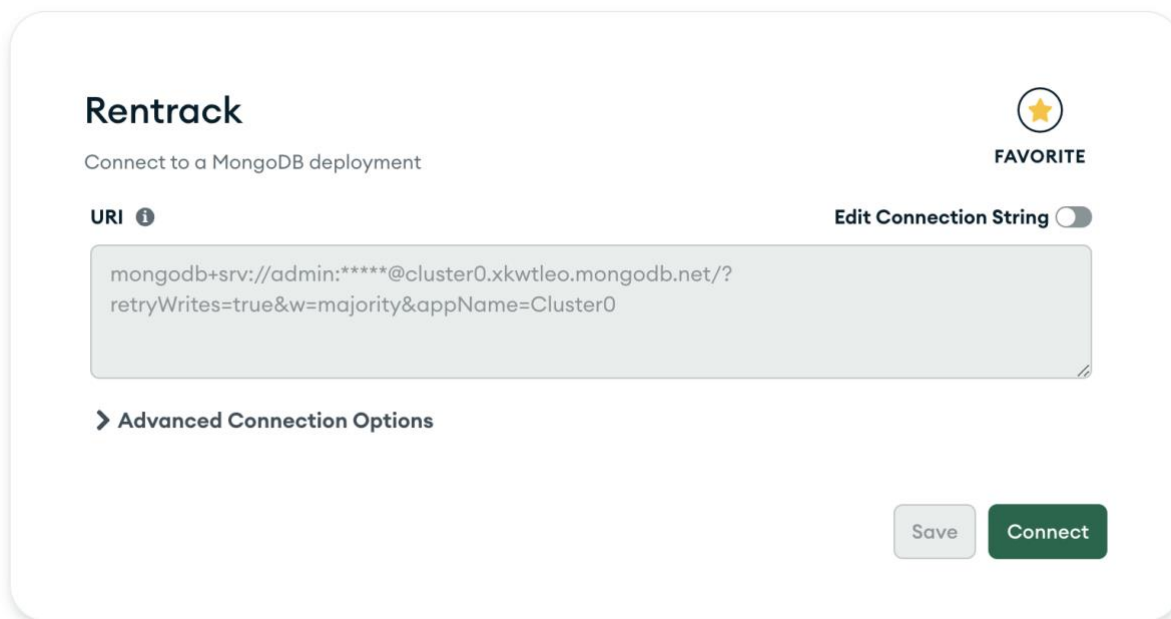 Rentrack
FAVORITE
Connect to a MongoDB deployment
URI
Edit Connection String
mongodb+srv://admin:*****@cluster0.xkwtleo.mongodb.net/?
retryWrites=true&w=majority&appName=Cluster0
Advanced Connection Options
Save
Connect